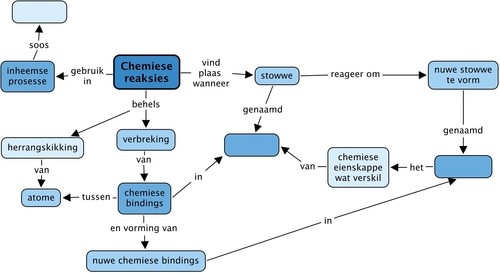 soos
inheemse
prosesse
gebruik
in
Chemiese
reaksies
vind
plaas
wanneer
stowwe
reageer om
nuwe stowwe
te vorm
behels
genaamd
genaamd
herrangskikking
verbreking
van
van
chemiese
eienskappe
wat verskil
van
het
atome
tussen
chemiese
bindings
in
en vorming van
in
nuwe chemiese bindings